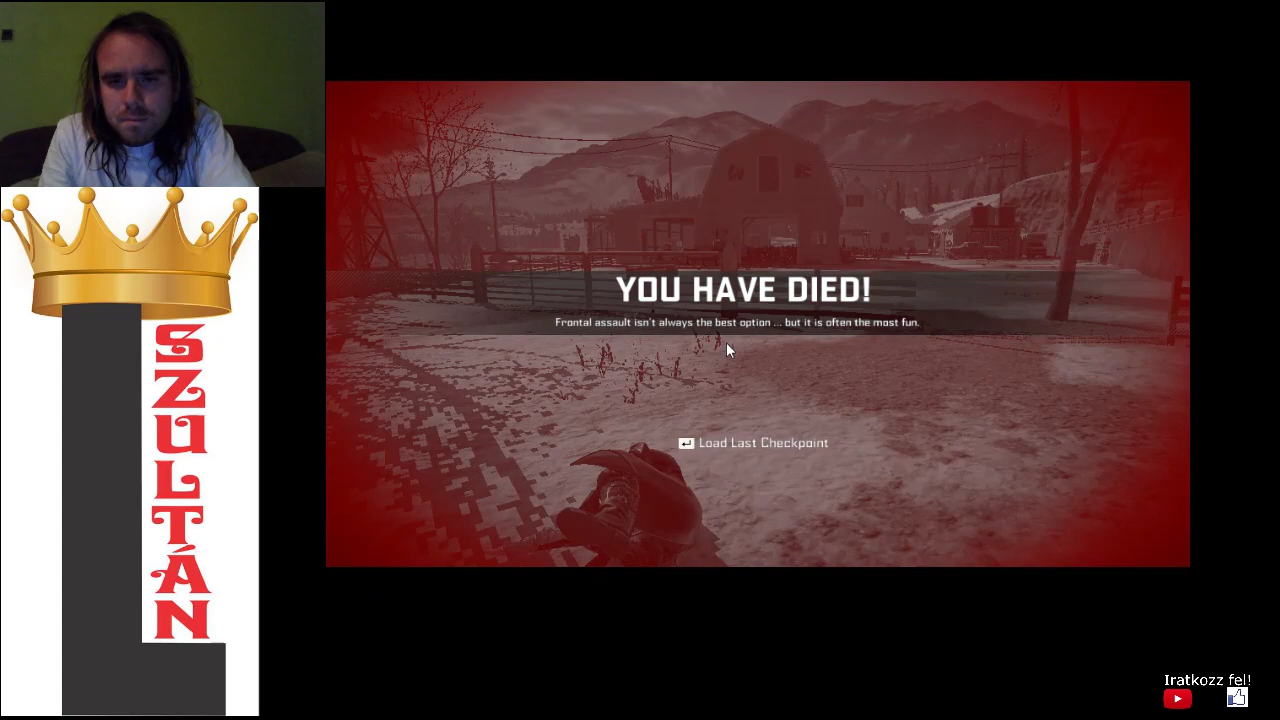 SZULTÁN
YOU HAVE DIED!
Frontal assault isn't always the best option ... but it is often the most fun.
Load Last Checkpoint
Iratkozz fel!